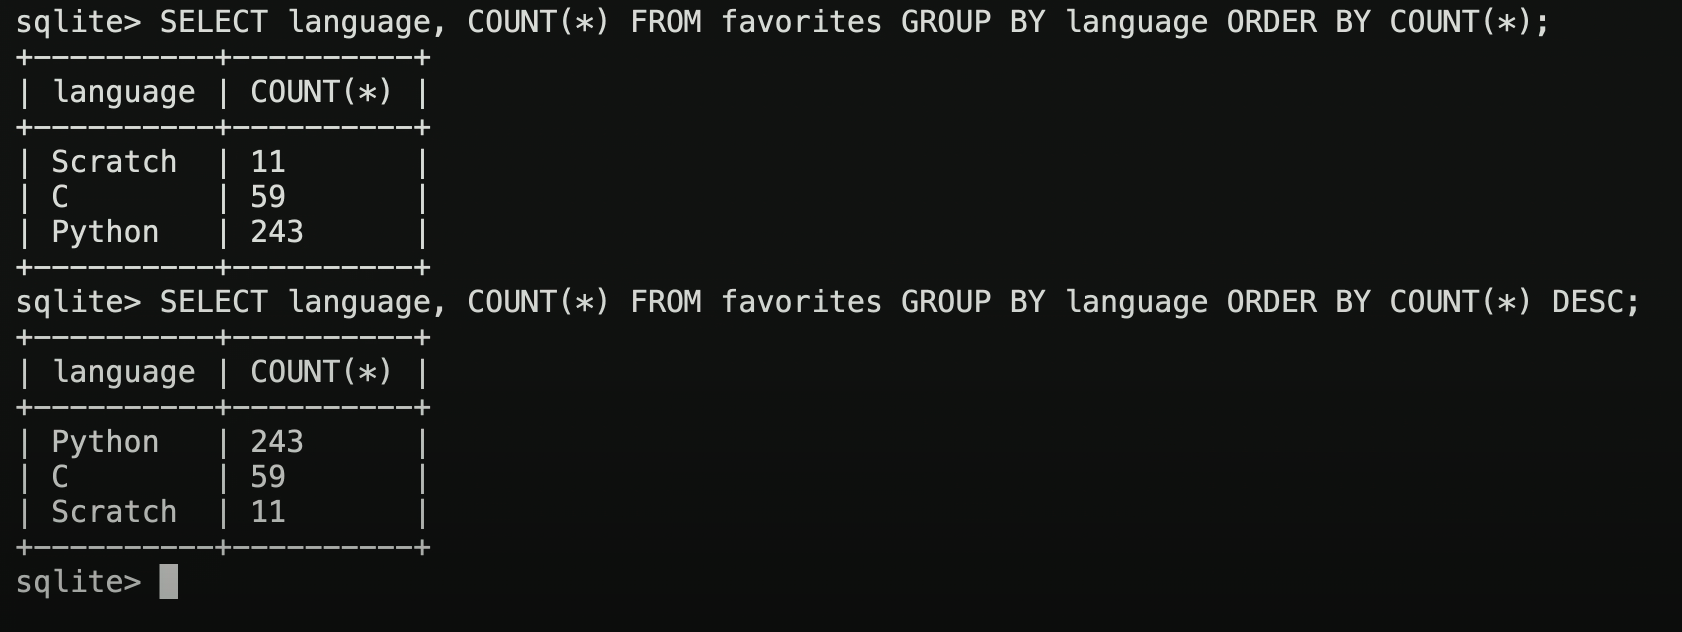 sqlite> SELECT language, COUNT(*) FROM favorites GROUP BY language ORDER BY COUNT(*);
+----------+----------+
| language | COUNT(*) |
+----------+----------+
| Scratch  | 11       |
| C        | 59       |
| Python   | 243      |
+----------+----------+
sqlite> SELECT language, COUNT(*) FROM favorites GROUP BY language ORDER BY COUNT(*) DESC;
+----------+----------+
| language | COUNT(*) |
+----------+----------+
| Python   | 243      |
| C        | 59       |
| Scratch  | 11       |
+----------+----------+
sqlite>